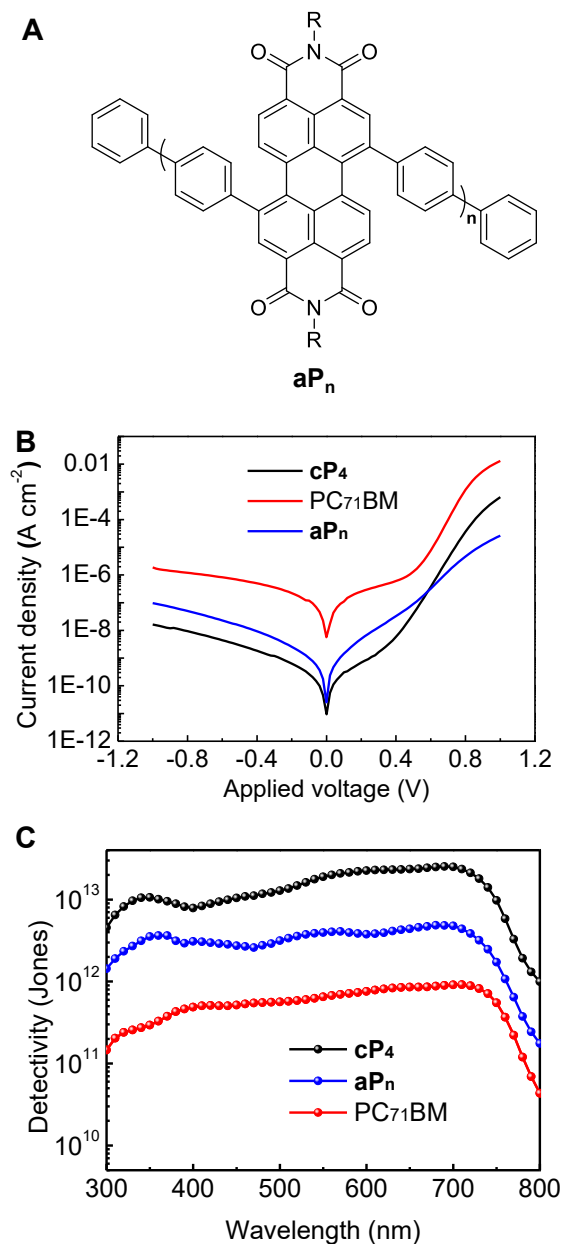 A
R
O N O
n
O N O
R
aPn
B
0.01
1E-4
1E-6
1E-8
1E-10
1E-12
Current density (A cm-2)
cP4
PC71BM
aPn
-1.2 -0.8 -0.4 0.0 0.4 0.8 1.2
Applied voltage (V)
C
10^13
10^12
10^11
10^10
Detectivity (Jones)
cP4
aPn
PC71BM
300 400 500 600 700 800
Wavelength (nm)